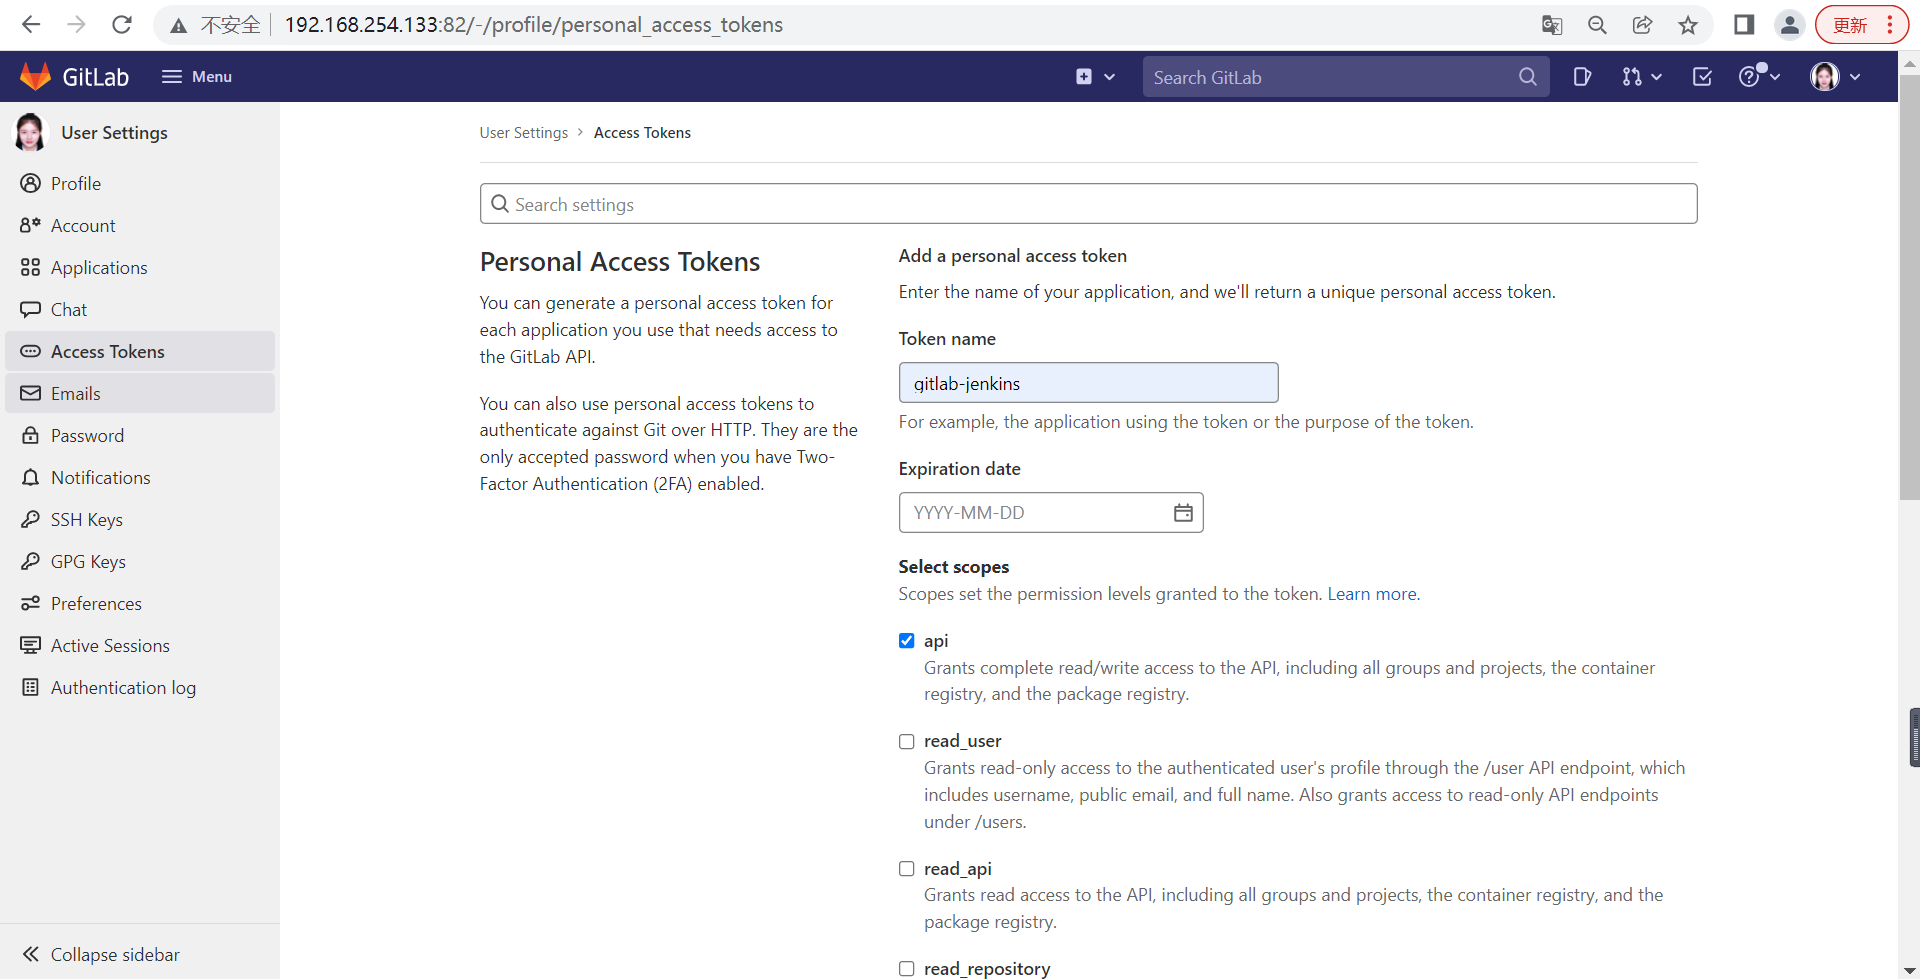 不安全 192.168.254.133:82/-/profile/personal_access_tokens 更新
GitLab Menu Search GitLab
User Settings
Profile
Account
Applications
Chat
Access Tokens
Emails
Password
Notifications
SSH Keys
GPG Keys
Preferences
Active Sessions
Authentication log
Collapse sidebar
User Settings > Access Tokens
Search settings
Personal Access Tokens
You can generate a personal access token for
each application you use that needs access to
the GitLab API.
You can also use personal access tokens to
authenticate against Git over HTTP. They are the
only accepted password when you have Two-
Factor Authentication (2FA) enabled.
Add a personal access token
Enter the name of your application, and we'll return a unique personal access token.
Token name
gitlab-jenkins
For example, the application using the token or the purpose of the token.
Expiration date
YYYY-MM-DD
Select scopes
Scopes set the permission levels granted to the token. Learn more.
api
Grants complete read/write access to the API, including all groups and projects, the container
registry, and the package registry.
read_user
Grants read-only access to the authenticated user's profile through the /user API endpoint, which
includes username, public email, and full name. Also grants access to read-only API endpoints
under /users.
read_api
Grants read access to the API, including all groups and projects, the container registry, and the
package registry.
read_repository